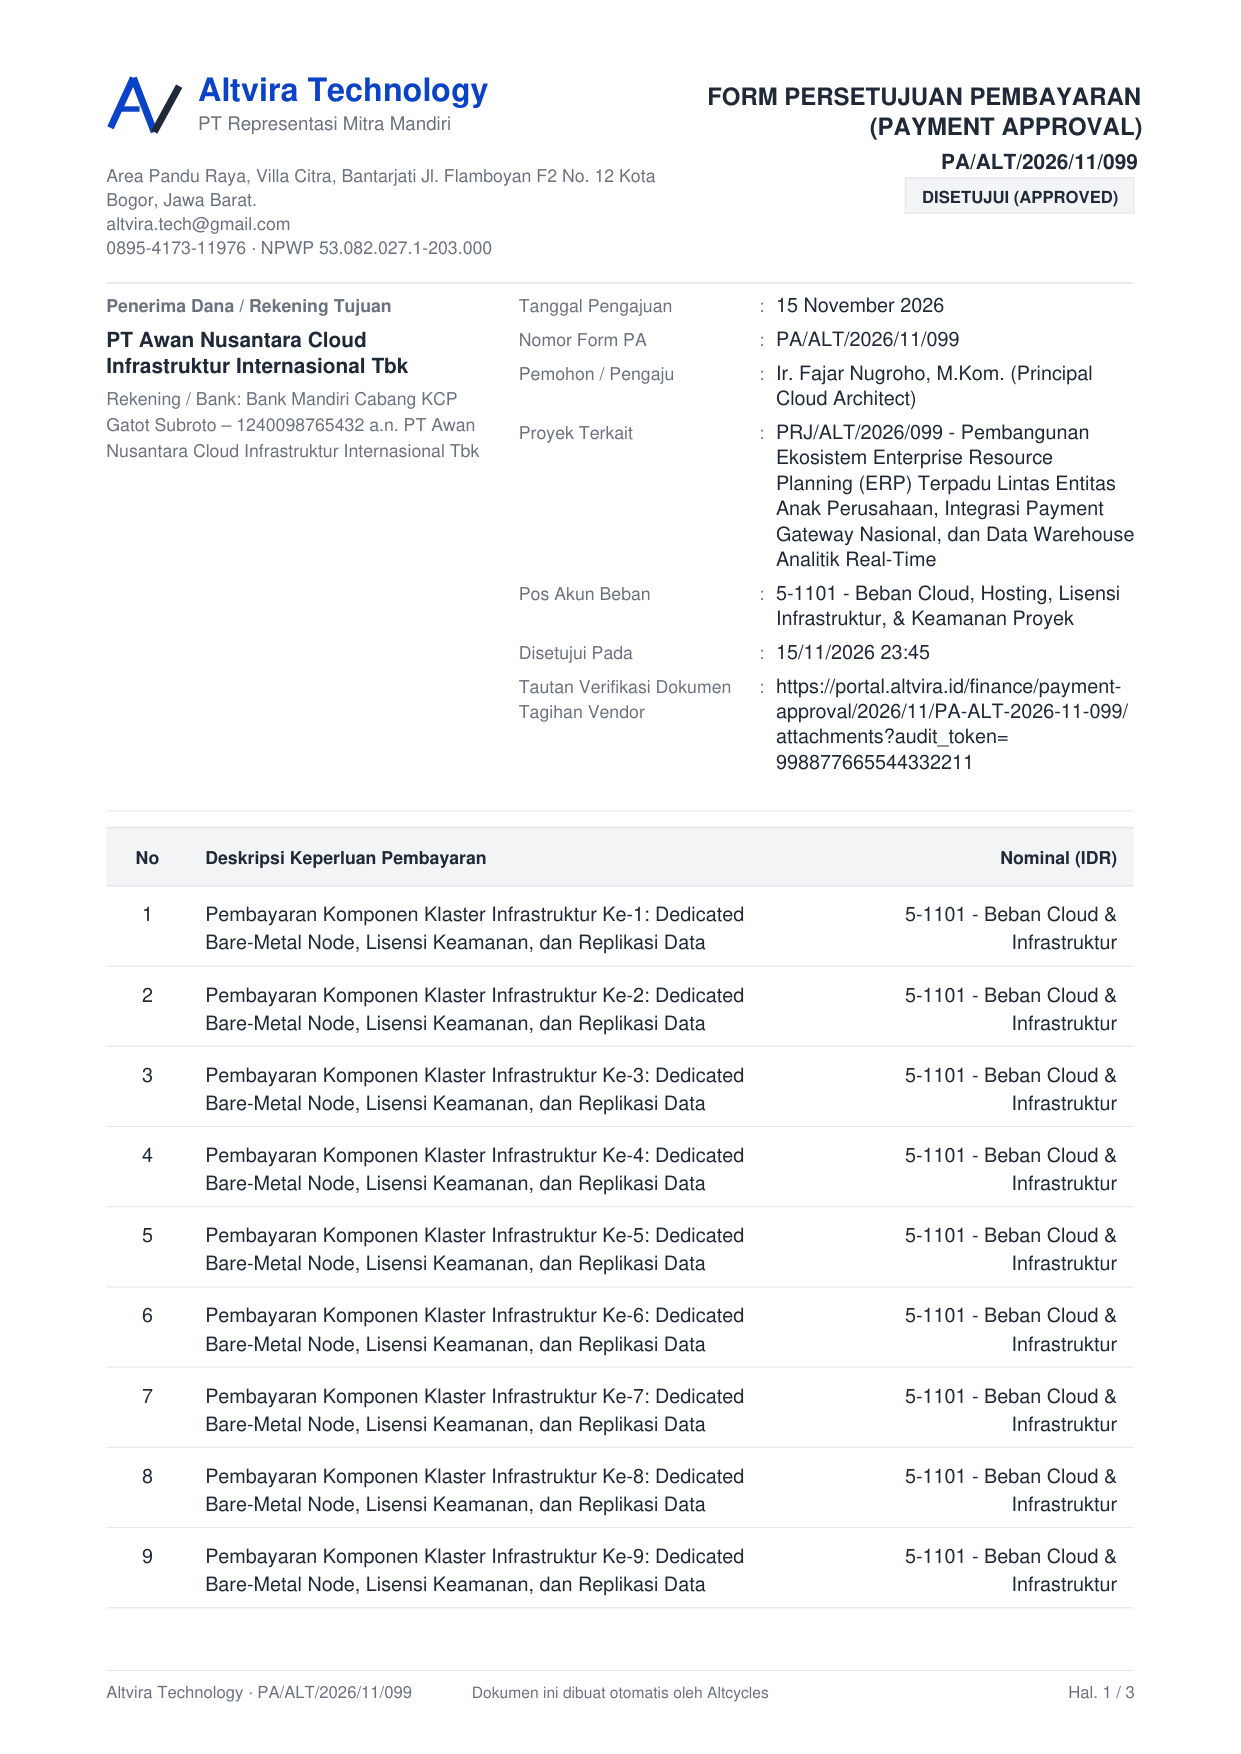 Altvira Technology
PT Representasi Mitra Mandiri
Area Pandu Raya, Villa Citra, Bantarjati Jl. Flamboyan F2 No. 12 Kota
Bogor, Jawa Barat.
altvira.tech@gmail.com
0895-4173-11976 · NPWP 53.082.027.1-203.000
FORM PERSETUJUAN PEMBAYARAN
(PAYMENT APPROVAL)
PA/ALT/2026/11/099
DISETUJUI (APPROVED)
Penerima Dana / Rekening Tujuan
PT Awan Nusantara Cloud
Infrastruktur Internasional Tbk
Rekening / Bank: Bank Mandiri Cabang KCP
Gatot Subroto – 1240098765432 a.n. PT Awan
Nusantara Cloud Infrastruktur Internasional Tbk
Tanggal Pengajuan : 15 November 2026
Nomor Form PA : PA/ALT/2026/11/099
Pemohon / Pengaju : Ir. Fajar Nugroho, M.Kom. (Principal
Cloud Architect)
Proyek Terkait : PRJ/ALT/2026/099 - Pembangunan
Ekosistem Enterprise Resource
Planning (ERP) Terpadu Lintas Entitas
Anak Perusahaan, Integrasi Payment
Gateway Nasional, dan Data Warehouse
Analitik Real-Time
Pos Akun Beban : 5-1101 - Beban Cloud, Hosting, Lisensi
Infrastruktur, & Keamanan Proyek
Disetujui Pada : 15/11/2026 23:45
Tautan Verifikasi Dokumen : https://portal.altvira.id/finance/payment-
Tagihan Vendor approval/2026/11/PA-ALT-2026-11-099/
attachments?audit_token=
998877665544332211
No Deskripsi Keperluan Pembayaran Nominal (IDR)
1 Pembayaran Komponen Klaster Infrastruktur Ke-1: Dedicated 5-1101 - Beban Cloud &
Bare-Metal Node, Lisensi Keamanan, dan Replikasi Data Infrastruktur
2 Pembayaran Komponen Klaster Infrastruktur Ke-2: Dedicated 5-1101 - Beban Cloud &
Bare-Metal Node, Lisensi Keamanan, dan Replikasi Data Infrastruktur
3 Pembayaran Komponen Klaster Infrastruktur Ke-3: Dedicated 5-1101 - Beban Cloud &
Bare-Metal Node, Lisensi Keamanan, dan Replikasi Data Infrastruktur
4 Pembayaran Komponen Klaster Infrastruktur Ke-4: Dedicated 5-1101 - Beban Cloud &
Bare-Metal Node, Lisensi Keamanan, dan Replikasi Data Infrastruktur
5 Pembayaran Komponen Klaster Infrastruktur Ke-5: Dedicated 5-1101 - Beban Cloud &
Bare-Metal Node, Lisensi Keamanan, dan Replikasi Data Infrastruktur
6 Pembayaran Komponen Klaster Infrastruktur Ke-6: Dedicated 5-1101 - Beban Cloud &
Bare-Metal Node, Lisensi Keamanan, dan Replikasi Data Infrastruktur
7 Pembayaran Komponen Klaster Infrastruktur Ke-7: Dedicated 5-1101 - Beban Cloud &
Bare-Metal Node, Lisensi Keamanan, dan Replikasi Data Infrastruktur
8 Pembayaran Komponen Klaster Infrastruktur Ke-8: Dedicated 5-1101 - Beban Cloud &
Bare-Metal Node, Lisensi Keamanan, dan Replikasi Data Infrastruktur
9 Pembayaran Komponen Klaster Infrastruktur Ke-9: Dedicated 5-1101 - Beban Cloud &
Bare-Metal Node, Lisensi Keamanan, dan Replikasi Data Infrastruktur
Altvira Technology · PA/ALT/2026/11/099 Dokumen ini dibuat otomatis oleh Altcycles Hal. 1 / 3